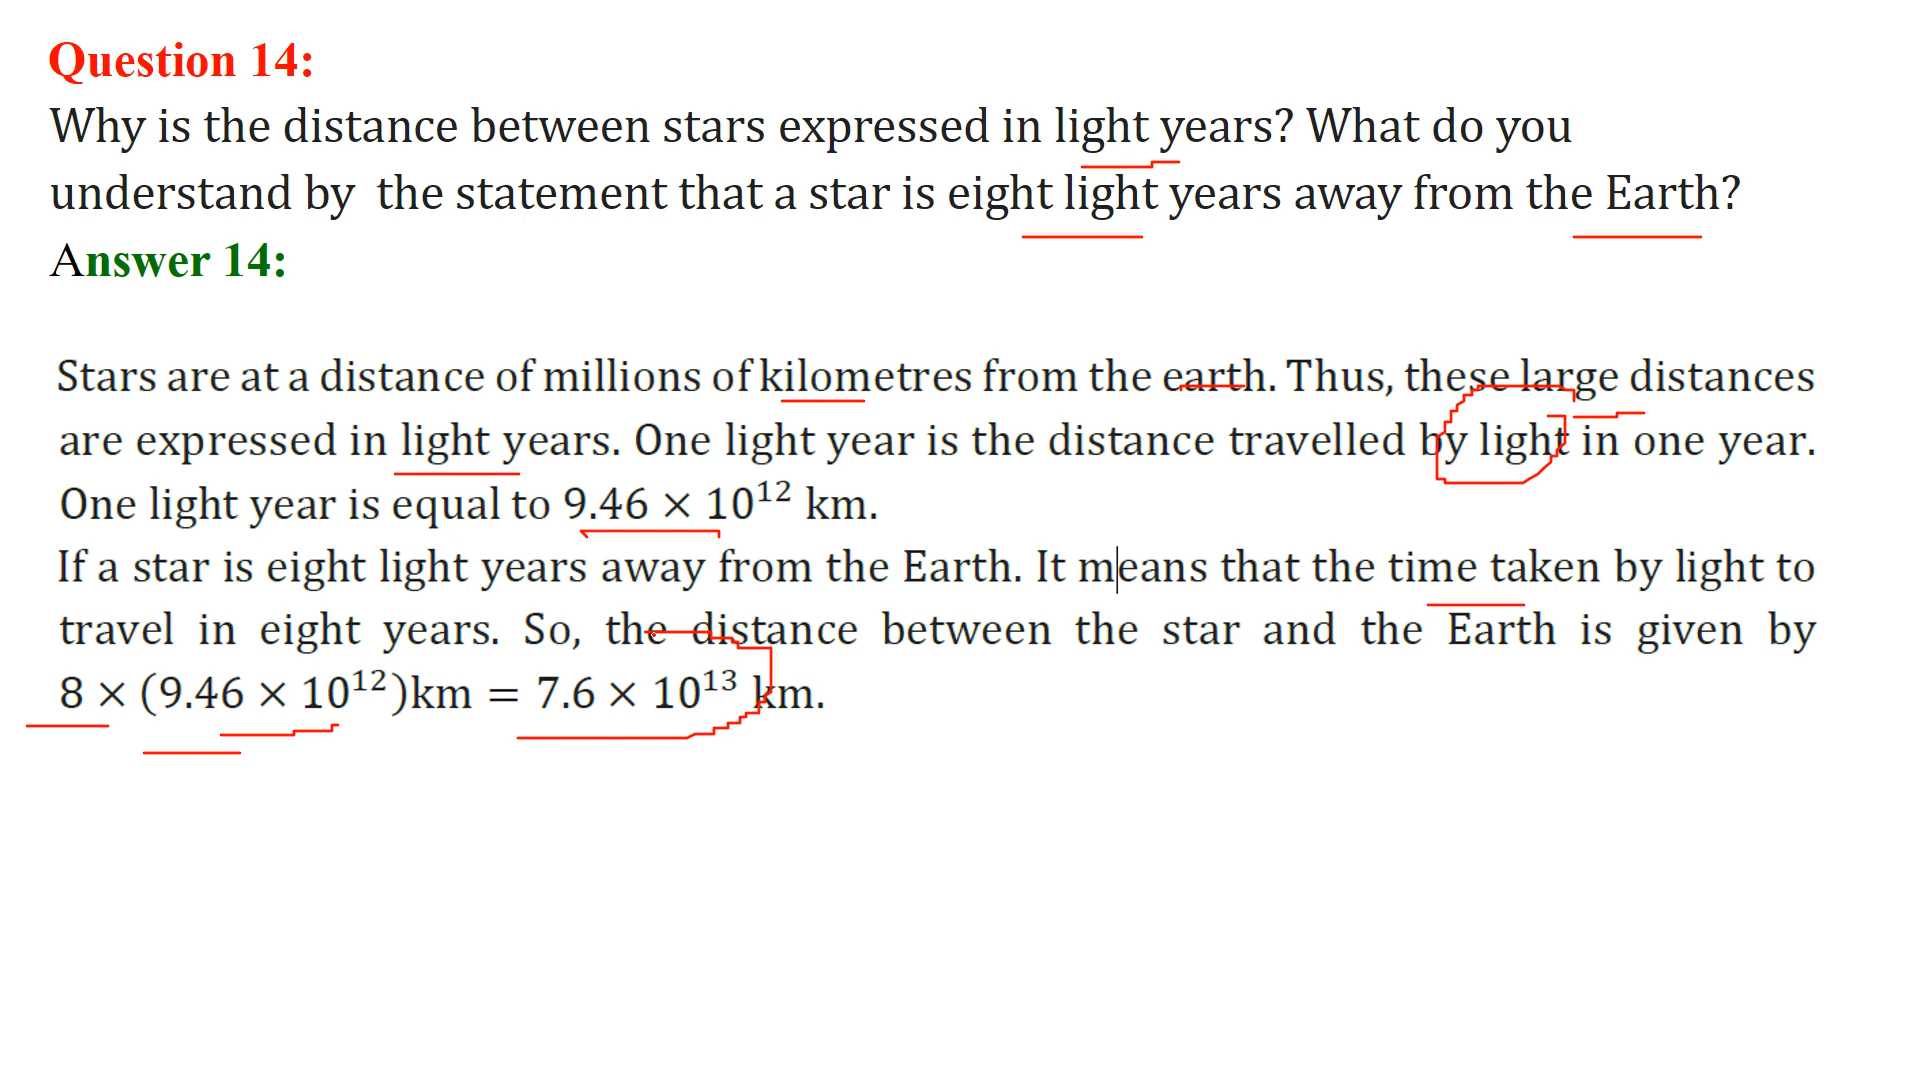 Question 14:
Why is the distance between stars expressed in light years? What do you
understand by the statement that a star is eight light years away from the Earth?
Answer 14:
Stars are at a distance of millions of kilometres from the earth. Thus, these large distances
are expressed in light years. One light year is the distance travelled by light in one year.
One light year is equal to 9.46 × 10¹² km.
If a star is eight light years away from the Earth. It means that the time taken by light to
travel in eight years. So, the distance between the star and the Earth is given by
8 × (9.46 × 10¹²)km = 7.6 × 10¹³ km.